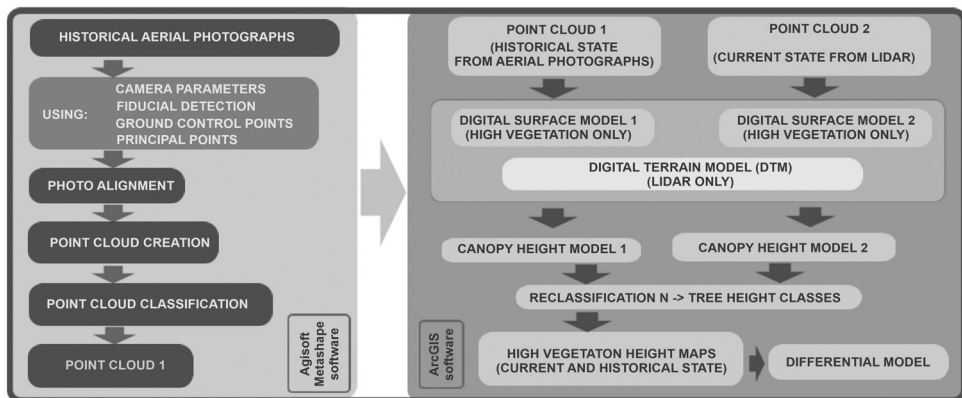 HISTORICAL AERIAL PHOTOGRAPHS
USING:
CAMERA PARAMETERS
FIDUCIAL DETECTION
GROUND CONTROL POINTS
PRINCIPAL POINTS
PHOTO ALIGNMENT
POINT CLOUD CREATION
POINT CLOUD CLASSIFICATION
POINT CLOUD 1
Agisoft
Metashape
software
POINT CLOUD 1
(HISTORICAL STATE
FROM AERIAL PHOTOGRAPHS)
POINT CLOUD 2
(CURRENT STATE FROM LIDAR)
DIGITAL SURFACE MODEL 1
(HIGH VEGETATION ONLY)
DIGITAL SURFACE MODEL 2
(HIGH VEGETATION ONLY)
DIGITAL TERRAIN MODEL (DTM)
(LIDAR ONLY)
CANOPY HEIGHT MODEL 1
CANOPY HEIGHT MODEL 2
RECLASSIFICATION N -> TREE HEIGHT CLASSES
ArcGIS
software
HIGH VEGETATON HEIGHT MAPS
(CURRENT AND HISTORICAL STATE)
DIFFERENTIAL MODEL